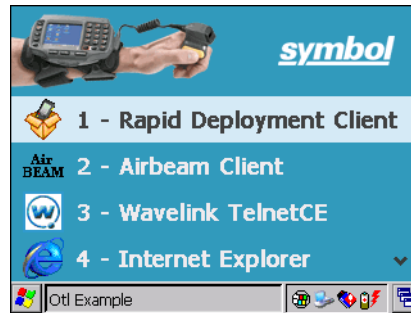 symbol
1 - Rapid Deployment Client
Air
BEAM
2 - Airbeam Client
3 - Wavelink TelnetCE
4 - Internet Explorer
Otl Example